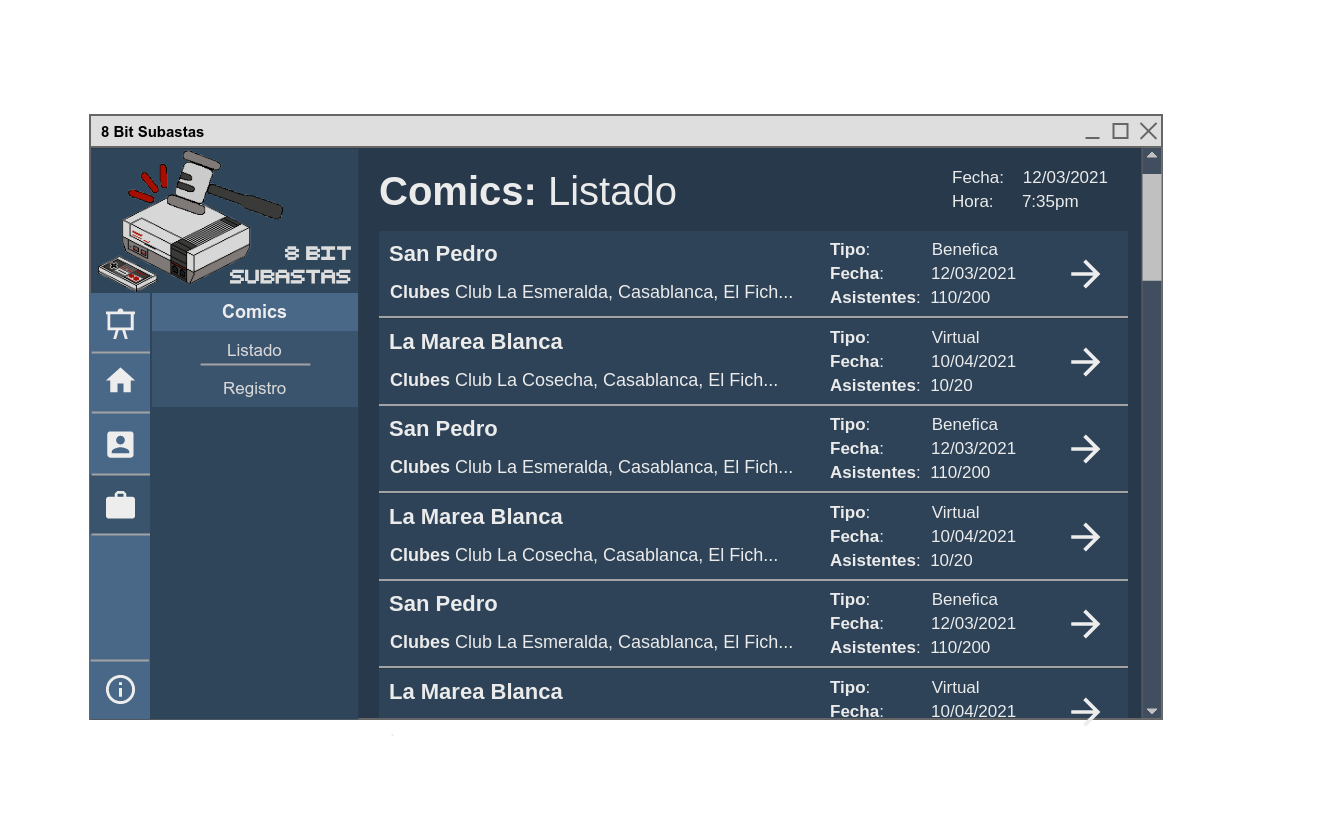 8 Bit Subastas
8 BIT
SUBASTAS
Comics
Listado
Registro
Comics: Listado
Fecha: 12/03/2021
Hora: 7:35pm
San Pedro
Clubes Club La Esmeralda, Casablanca, El Fich...
Tipo: Benefica
Fecha: 12/03/2021
Asistentes: 110/200
La Marea Blanca
Clubes Club La Cosecha, Casablanca, El Fich...
Tipo: Virtual
Fecha: 10/04/2021
Asistentes: 10/20
San Pedro
Clubes Club La Esmeralda, Casablanca, El Fich...
Tipo: Benefica
Fecha: 12/03/2021
Asistentes: 110/200
La Marea Blanca
Clubes Club La Cosecha, Casablanca, El Fich...
Tipo: Virtual
Fecha: 10/04/2021
Asistentes: 10/20
San Pedro
Clubes Club La Esmeralda, Casablanca, El Fich...
Tipo: Benefica
Fecha: 12/03/2021
Asistentes: 110/200
La Marea Blanca
Tipo: Virtual
Fecha: 10/04/2021